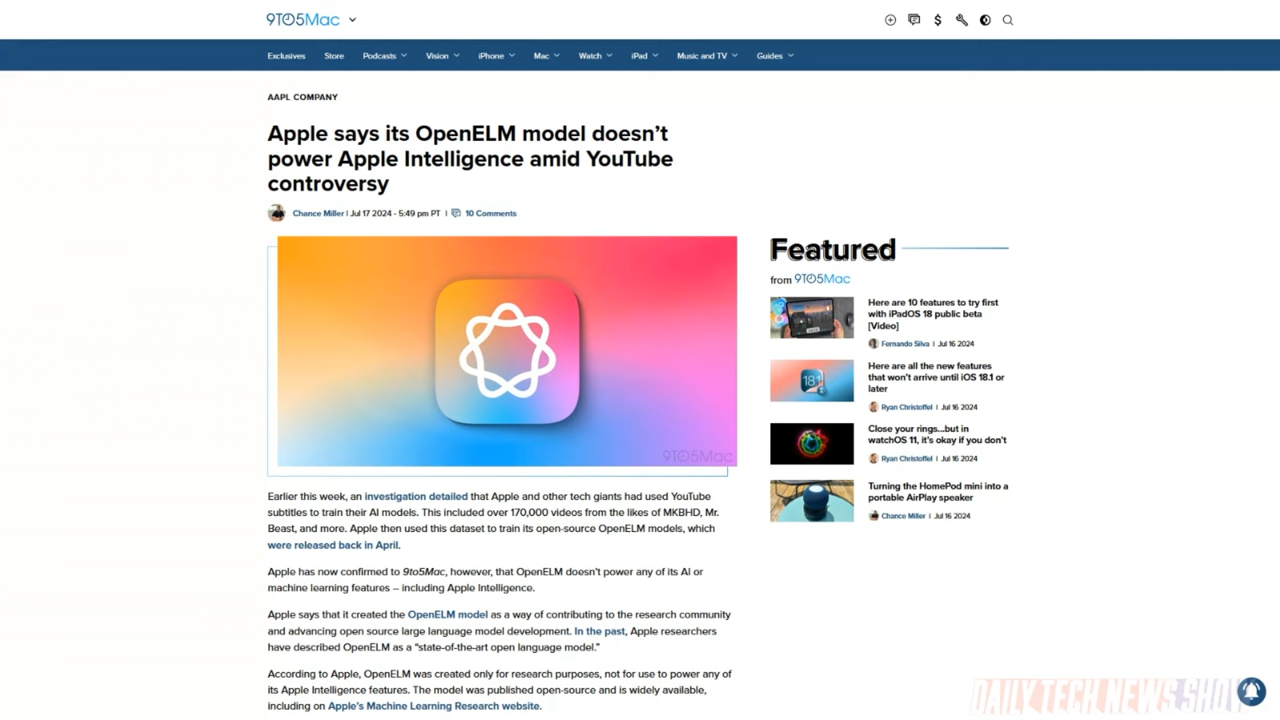 9TO5Mac
Exclusives Store Podcasts Vision iPhone Mac Watch iPad Music and TV Guides
AAPL COMPANY
Apple says its OpenELM model doesn't
power Apple Intelligence amid YouTube
controversy
Chance Miller | Jul 17 2024 - 5:49 pm PT | 10 Comments
9TO5Mac
Earlier this week, an investigation detailed that Apple and other tech giants had used YouTube
subtitles to train their AI models. This included over 170,000 videos from the likes of MKBHD, Mr.
Beast, and more. Apple then used this dataset to train its open-source OpenELM models, which
were released back in April.
Apple has now confirmed to 9to5Mac, however, that OpenELM doesn't power any of its AI or
machine learning features – including Apple Intelligence.
Apple says that it created the OpenELM model as a way of contributing to the research community
and advancing open source large language model development. In the past, Apple researchers
have described OpenELM as a “state-of-the-art open language model.”
According to Apple, OpenELM was created only for research purposes, not for use to power any of
its Apple Intelligence features. The model was published open-source and is widely available,
including on Apple's Machine Learning Research website.
Featured
from 9TO5Mac
Here are 10 features to try first
with iPadOS 18 public beta
[Video]
Fernando Silva | Jul 16 2024
18.1
Here are all the new features
that won't arrive until iOS 18.1 or
later
Ryan Christoffel | Jul 16 2024
Close your rings...but in
watchOS 11, it's okay if you don't
Ryan Christoffel | Jul 16 2024
Turning the HomePod mini into a
portable AirPlay speaker
Chance Miller | Jul 16 2024
DAILY TECH NEWS SHOW